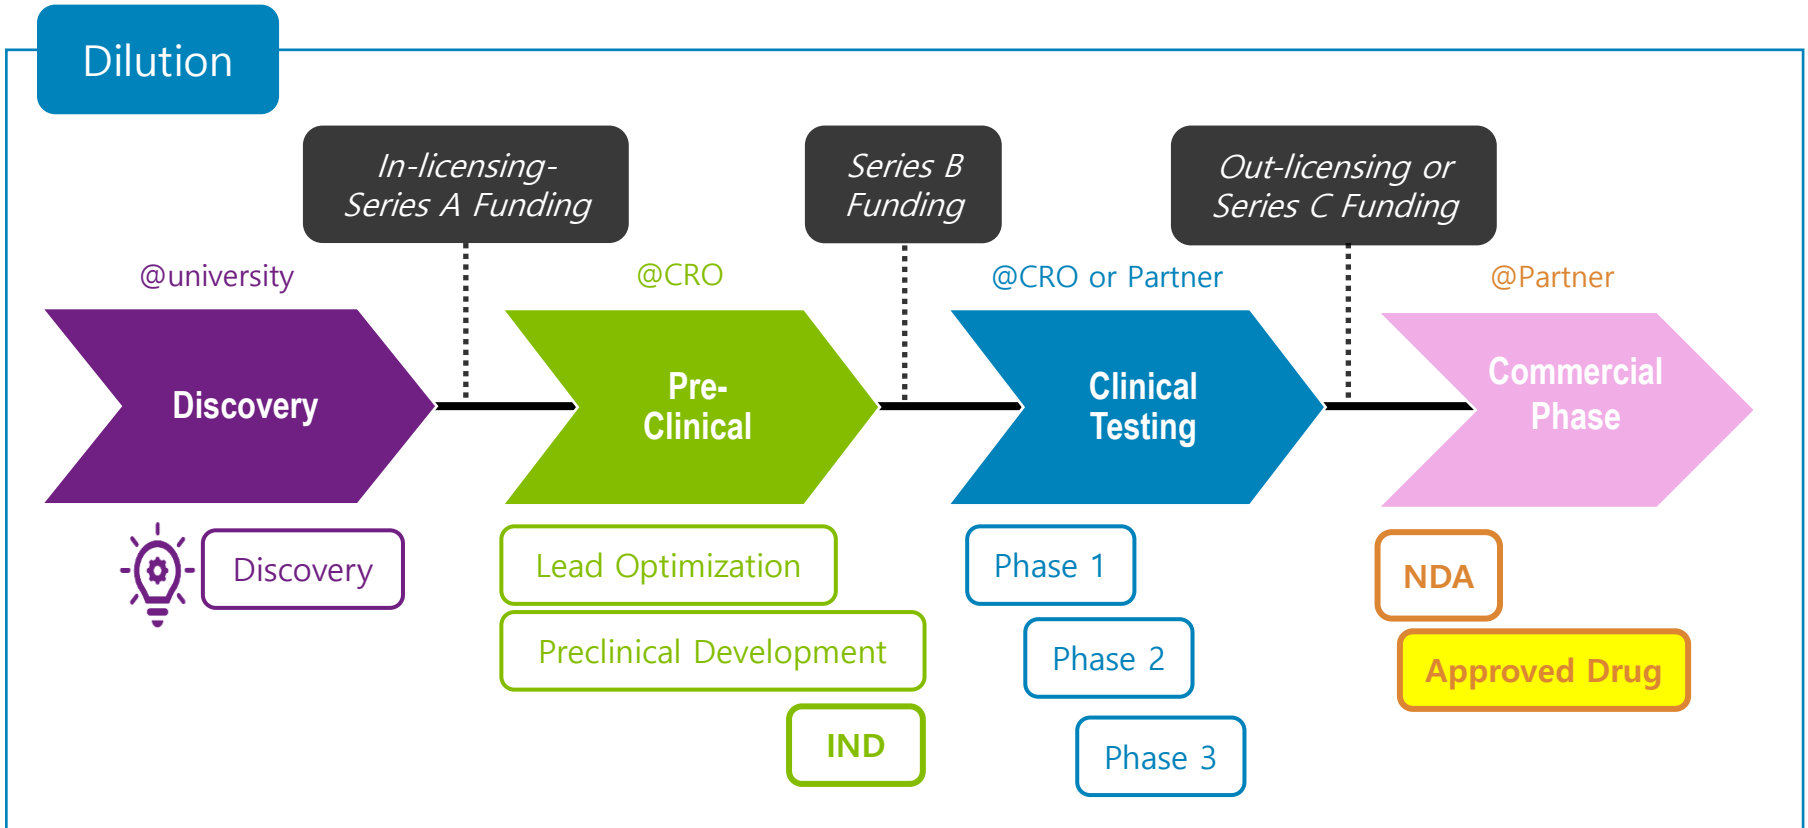 Dilution
In-licensing-
Series A Funding
Series B
Funding
Out-licensing or
Series C Funding
@university
@CRO
@CRO or Partner
@Partner
Discovery
Pre-
Clinical
Clinical
Testing
Commercial
Phase
Discovery
Lead Optimization
Preclinical Development
IND
Phase 1
Phase 2
Phase 3
NDA
Approved Drug